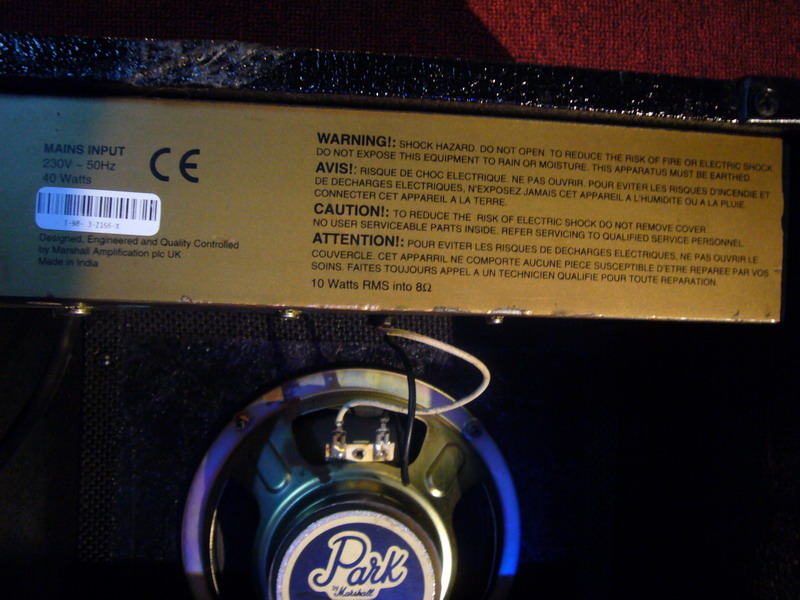 MAINS INPUT
230V ~ 50Hz
40 Watts
CE
Designed, Engineered and Quality Controlled
by Marshall Amplification plc UK
Made in India
WARNING!: SHOCK HAZARD. DO NOT OPEN. TO REDUCE THE RISK OF FIRE OR ELECTRIC SHOCK
DO NOT EXPOSE THIS EQUIPMENT TO RAIN OR MOISTURE. THIS APPARATUS MUST BE EARTHED.
AVIS!: RISQUE DE CHOC ELECTRIQUE. NE PAS OUVRIR. POUR EVITER LES RISQUES D'INCENDIE ET
DE DECHARGES ELECTRIQUES, N'EXPOSEZ JAMAIS CET APPAREIL A L'HUMIDITE OU A LA PLUIE.
CONNECTER CET APPAREIL A LA TERRE.
CAUTION!: TO REDUCE THE RISK OF ELECTRIC SHOCK DO NOT REMOVE COVER
NO USER SERVICEABLE PARTS INSIDE. REFER SERVICING TO QUALIFIED SERVICE PERSONNEL.
ATTENTION!: POUR EVITER LES RISQUES DE DECHARGES ELECTRIQUES, NE PAS OUVRIR LE
COUVERCLE. CET APPARRIL NE COMPORTE AUCUNE PIECE SUSCEPTIBLE D'ETRE REPAREE PAR VOS
SOINS. FAITES TOUJOURS APPEL A UN TECHNICIEN QUALIFIE POUR TOUTE REPARATION.
10 Watts RMS into 8Ω
Park
by Marshall